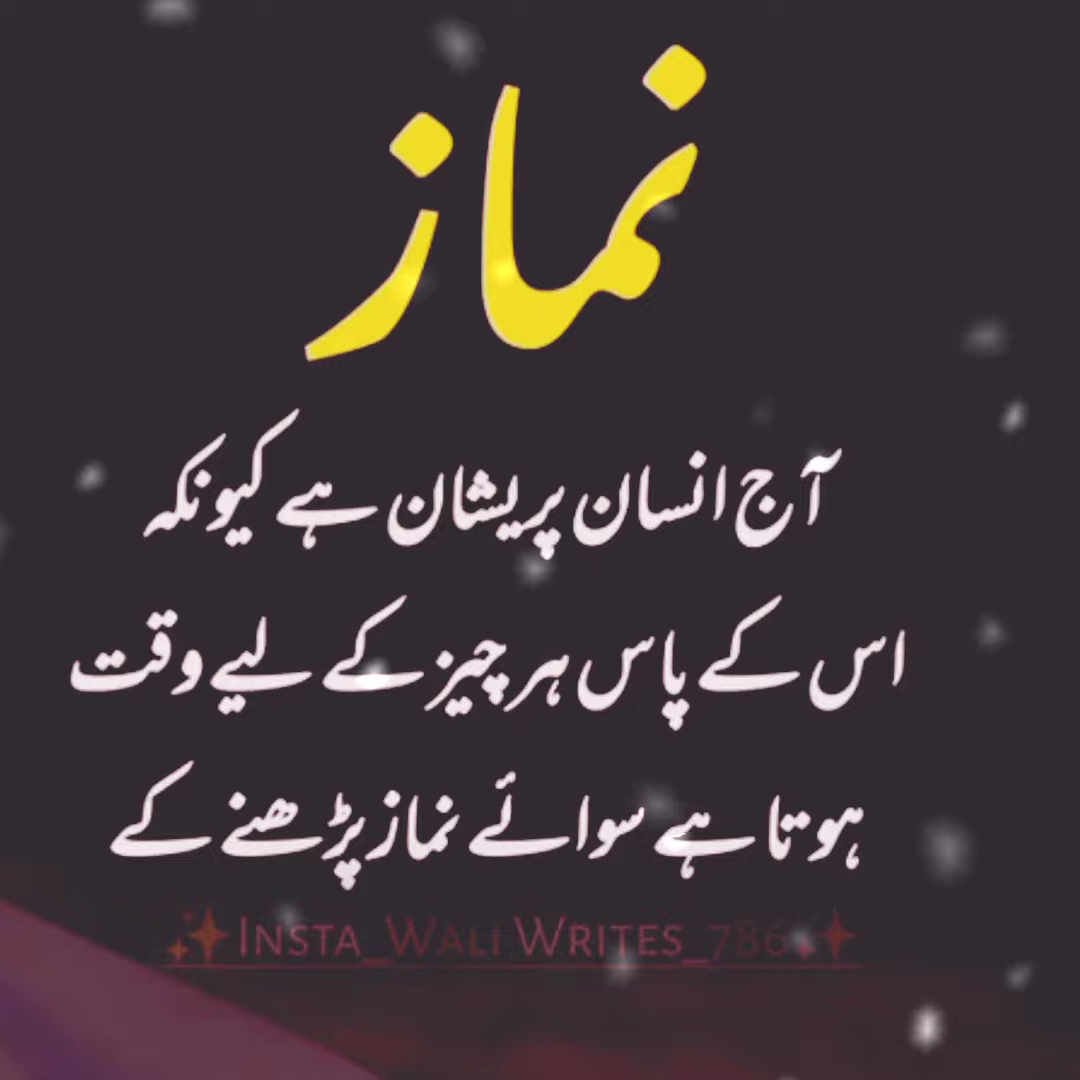 نماز
آج انسان پریشان ہے کیونکہ
اس کے پاس ہر چیز کے لیے وقت
ہوتا ہے سوائے نماز پڑھنے کے
✨INSTA_WALI WRITES_786✨